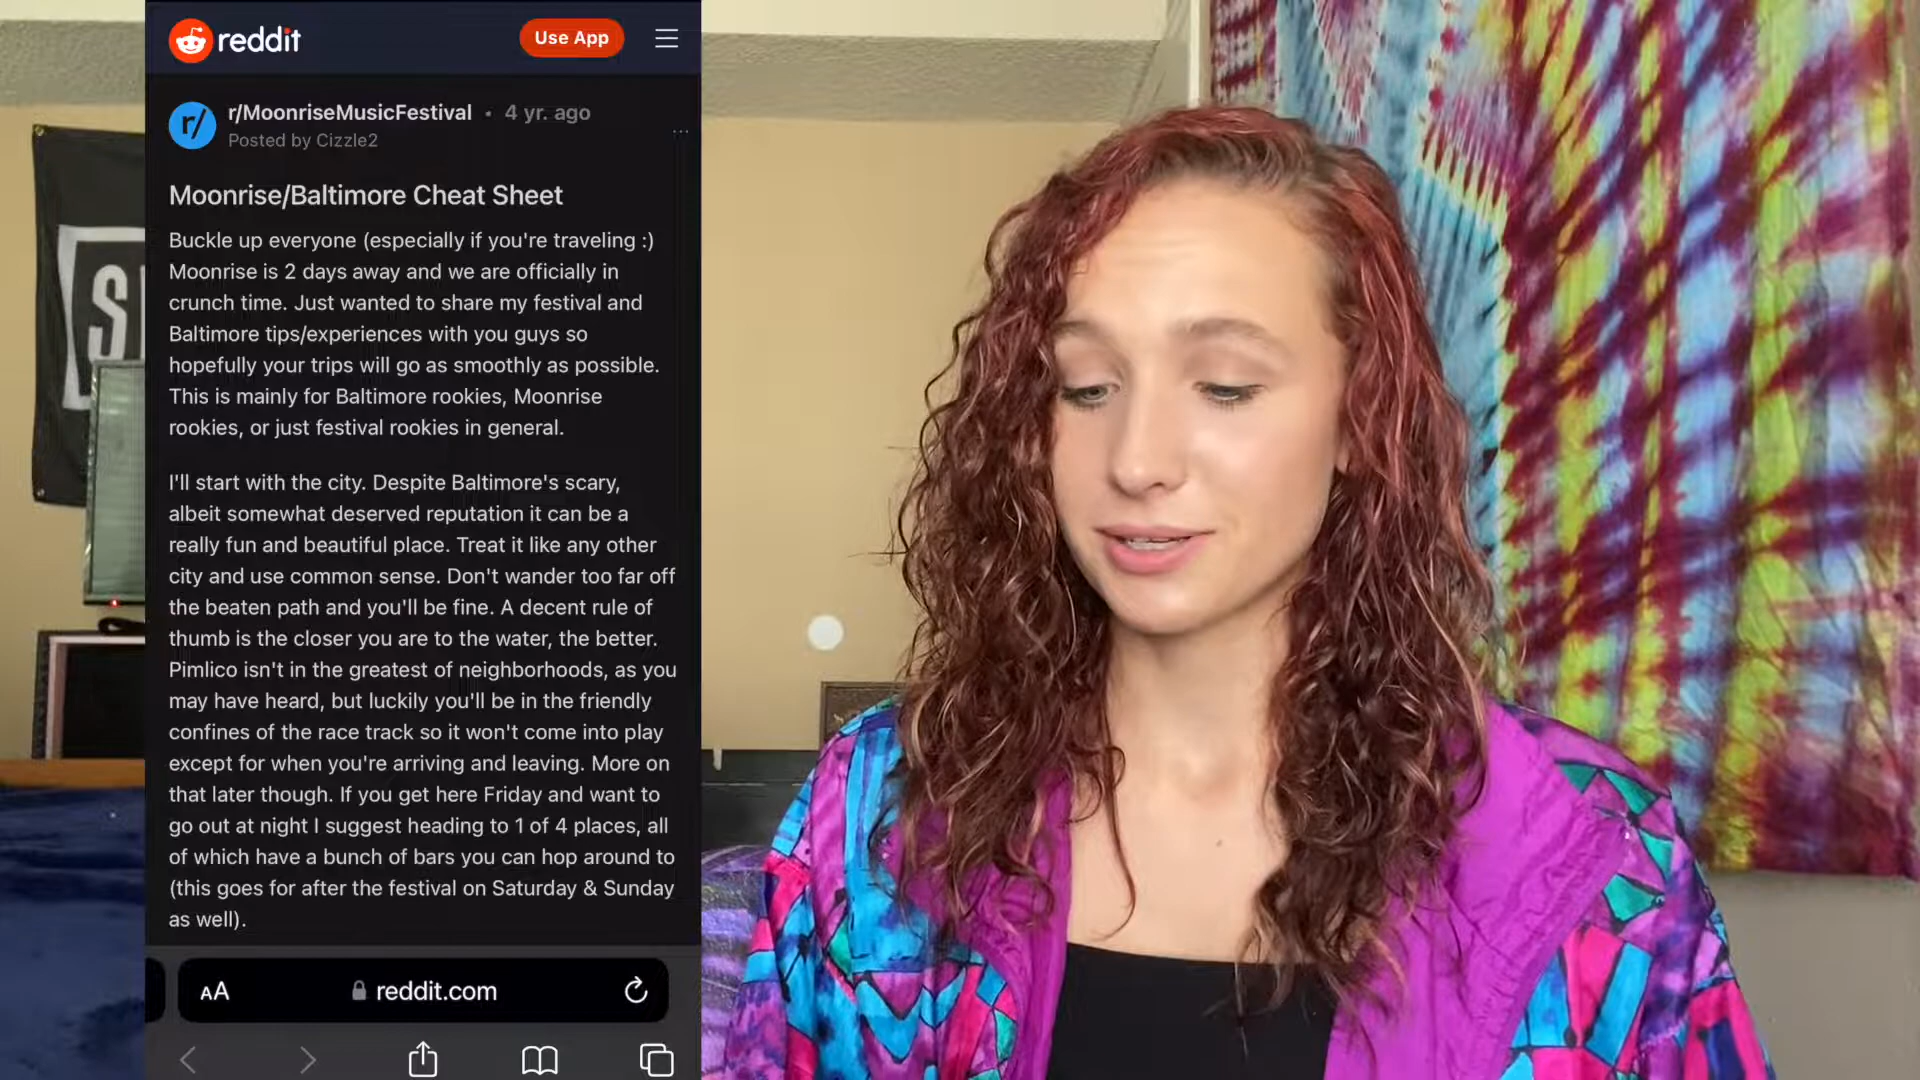 reddit
Use App
r/MoonriseMusicFestival • 4 yr. ago
r/
Posted by Cizzle2
Moonrise/Baltimore Cheat Sheet
Buckle up everyone (especially if you're traveling :)
Moonrise is 2 days away and we are officially in
crunch time. Just wanted to share my festival and
Baltimore tips/experiences with you guys so
hopefully your trips will go as smoothly as possible.
This is mainly for Baltimore rookies, Moonrise
rookies, or just festival rookies in general.
I'll start with the city. Despite Baltimore's scary,
albeit somewhat deserved reputation it can be a
really fun and beautiful place. Treat it like any other
city and use common sense. Don't wander too far off
the beaten path and you'll be fine. A decent rule of
thumb is the closer you are to the water, the better.
Pimlico isn't in the greatest of neighborhoods, as you
may have heard, but luckily you'll be in the friendly
confines of the race track so it won't come into play
except for when you're arriving and leaving. More on
that later though. If you get here Friday and want to
go out at night I suggest heading to 1 of 4 places, all
of which have a bunch of bars you can hop around to
(this goes for after the festival on Saturday & Sunday
as well).
AA
reddit.com